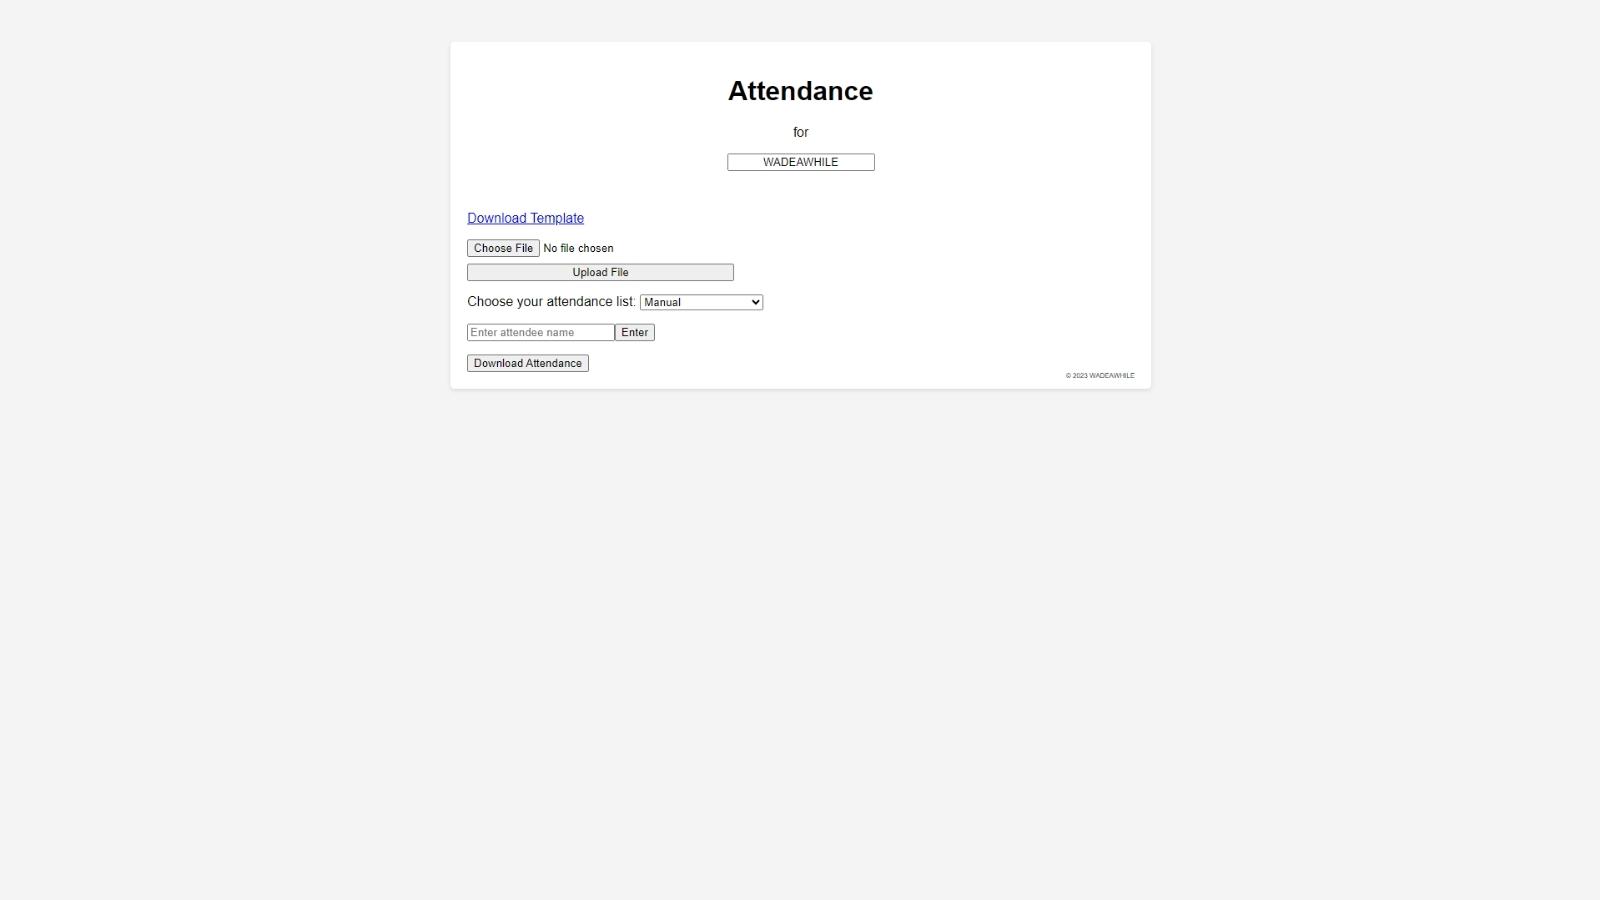 Attendance
for
WADEAWHILE
Download Template
Choose File No file chosen
Upload File
Choose your attendance list: Manual
Enter attendee name Enter
Download Attendance
© 2023 WADEAWHILE